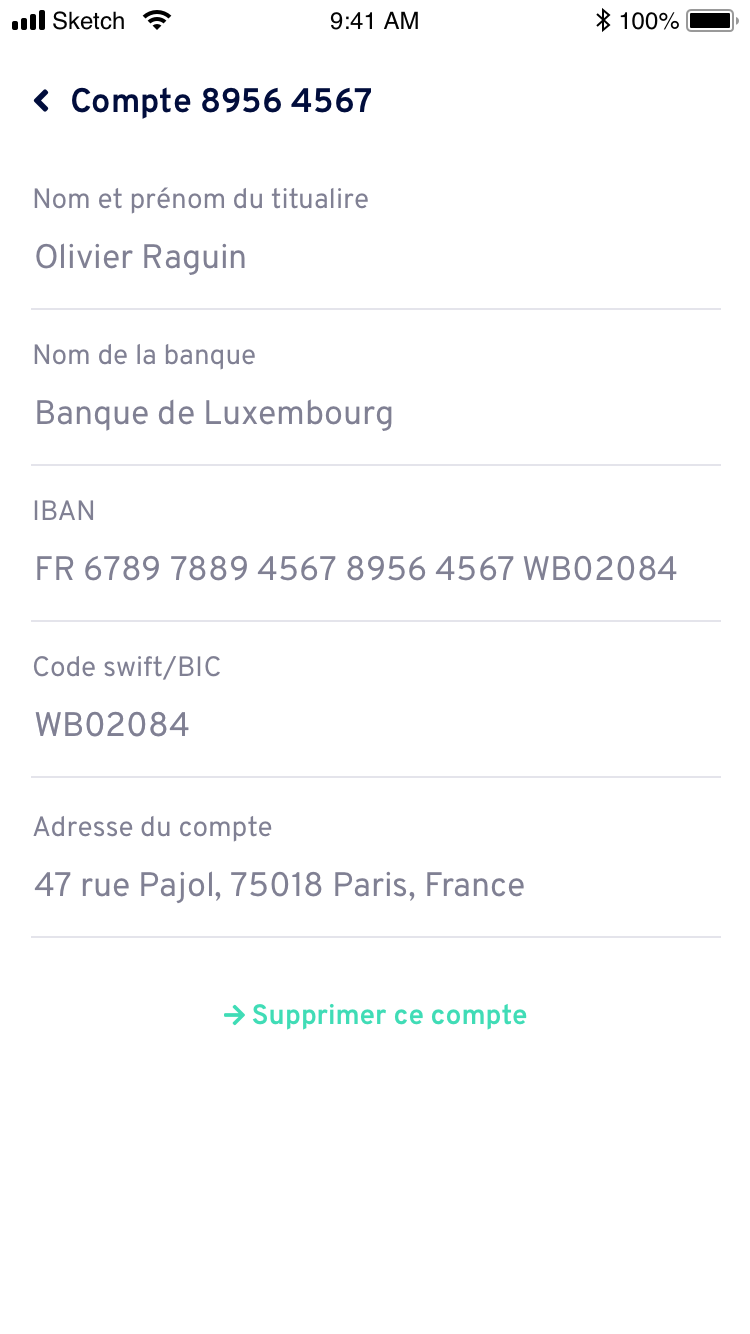 Sketch 9:41 AM 100%
Compte 8956 4567
Nom et prénom du titualire
Olivier Raguin
Nom de la banque
Banque de Luxembourg
IBAN
FR 6789 7889 4567 8956 4567 WB02084
Code swift/BIC
WB02084
Adresse du compte
47 rue Pajol, 75018 Paris, France
Supprimer ce compte